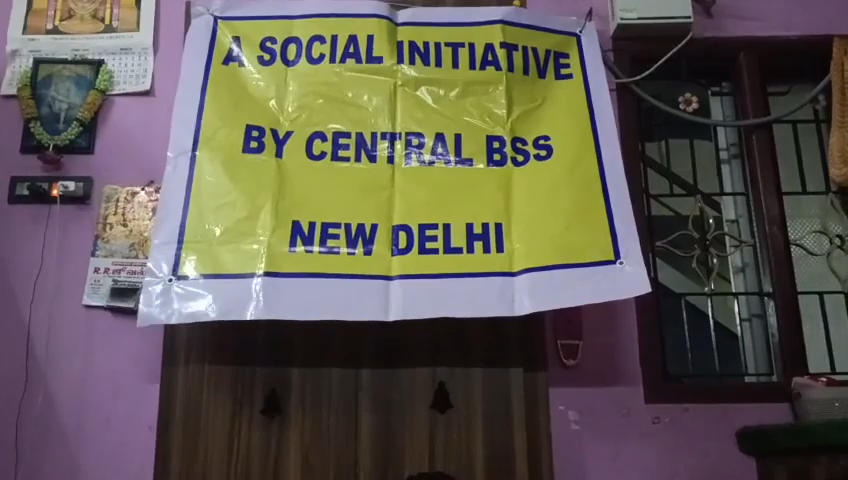 A SOCIAL INITIATIVE
BY CENTRAL BSS
NEW DELHI